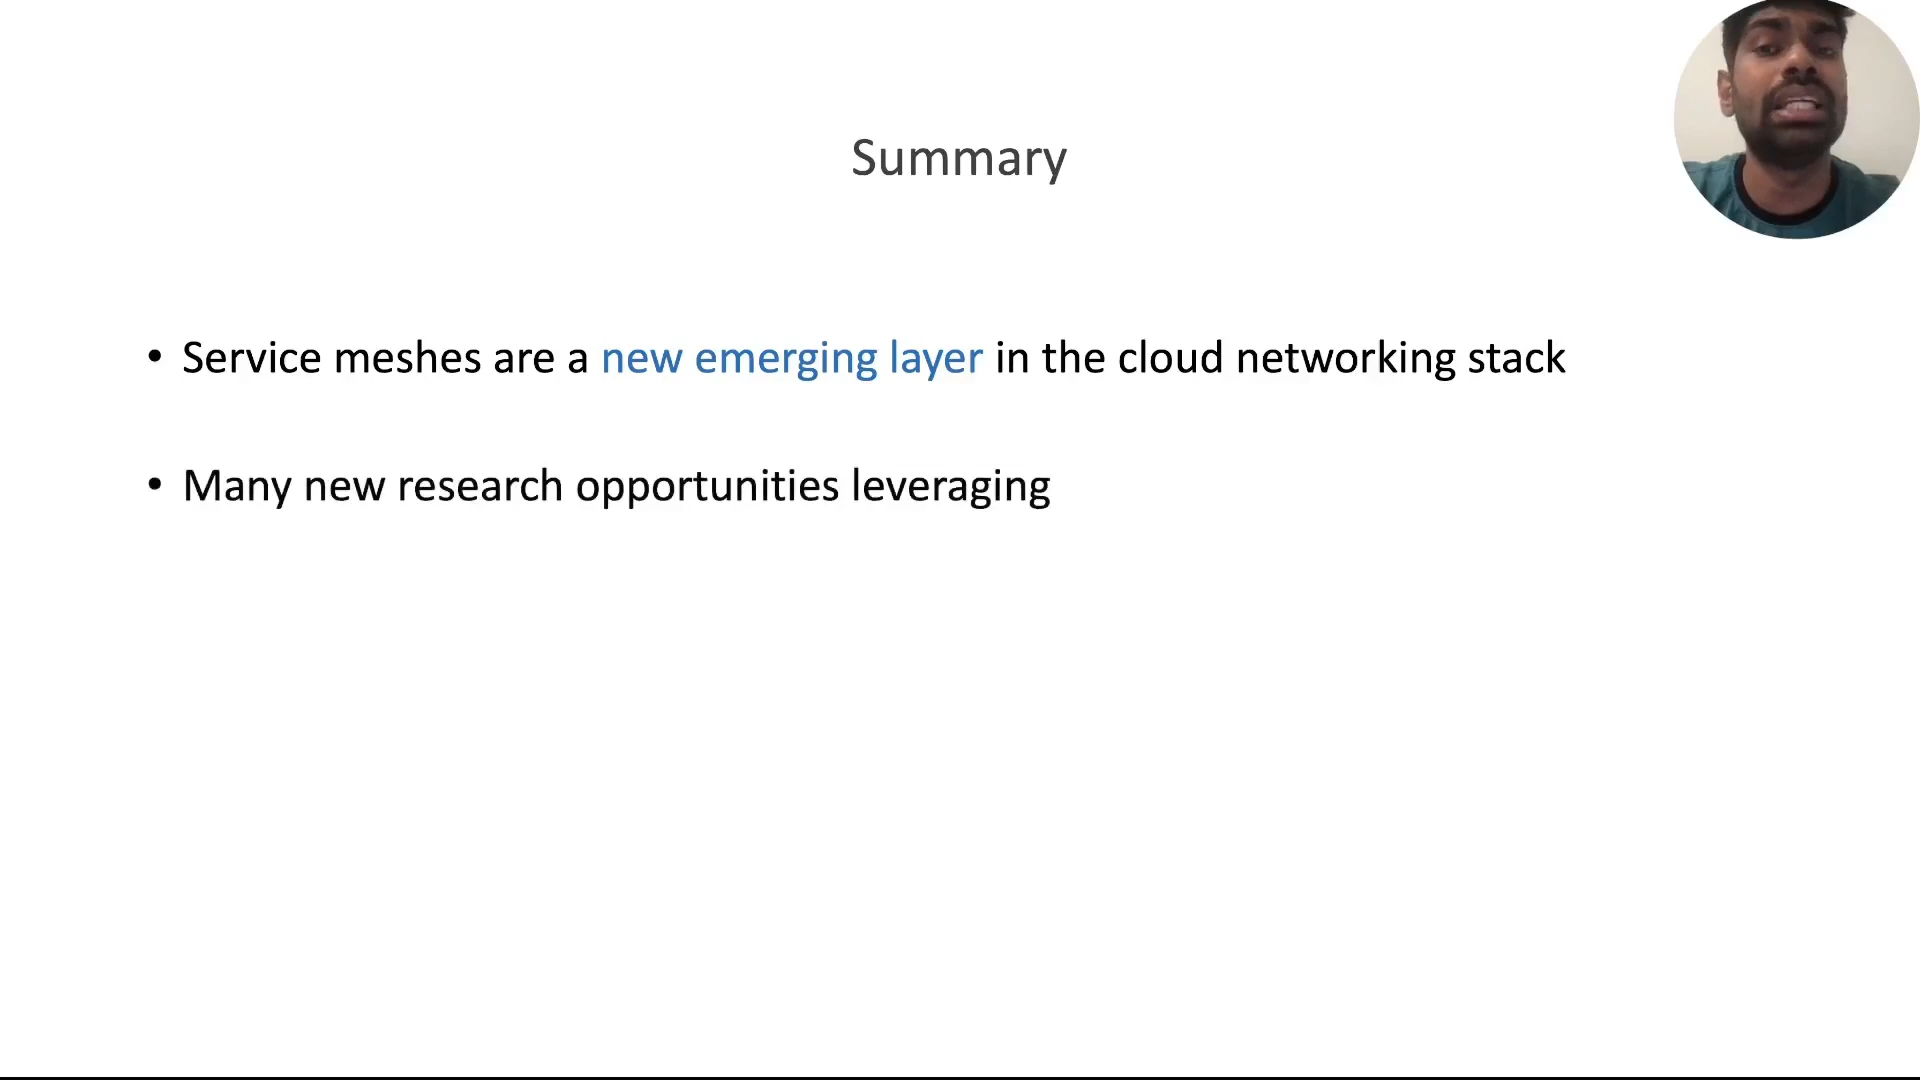 Summary
• Service meshes are a new emerging layer in the cloud networking stack
• Many new research opportunities leveraging